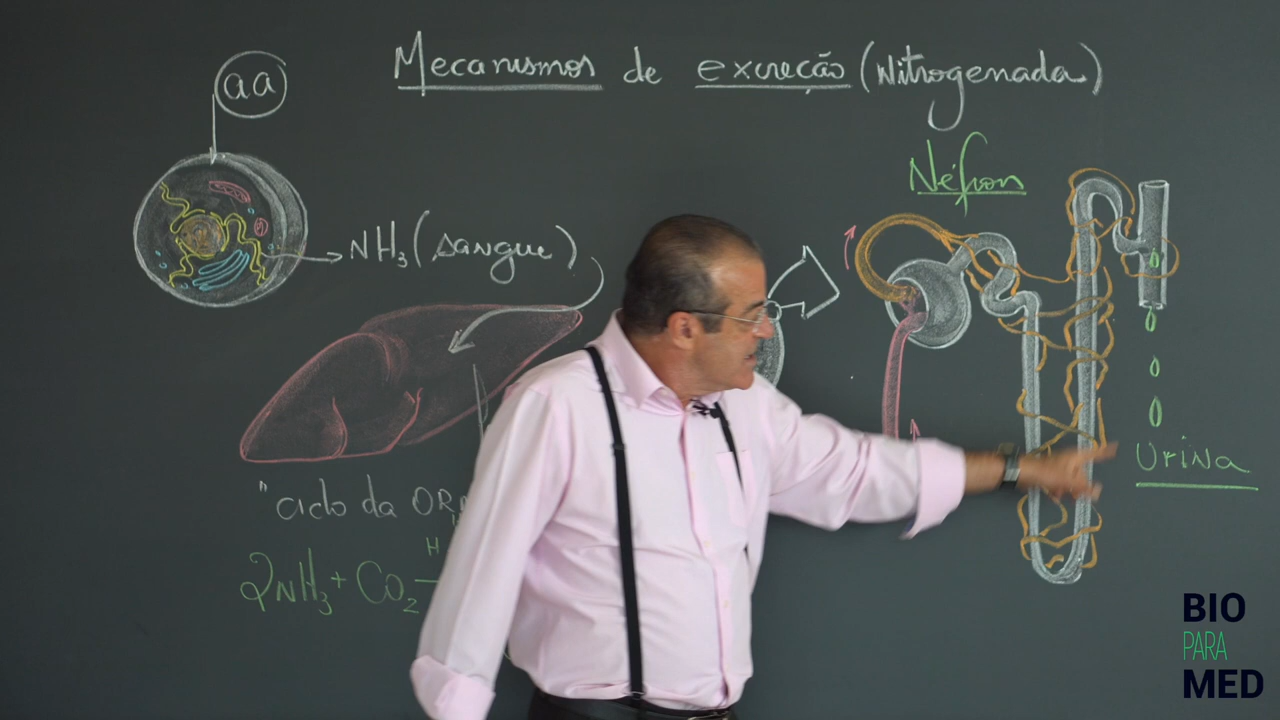 Mecanismos de excreção (Nitrogenada)
aa
Néfron
NH₃ (sangue)
"ciclo da OR
H
2NH₃ + CO₂
Urina
BIO
PARA
MED